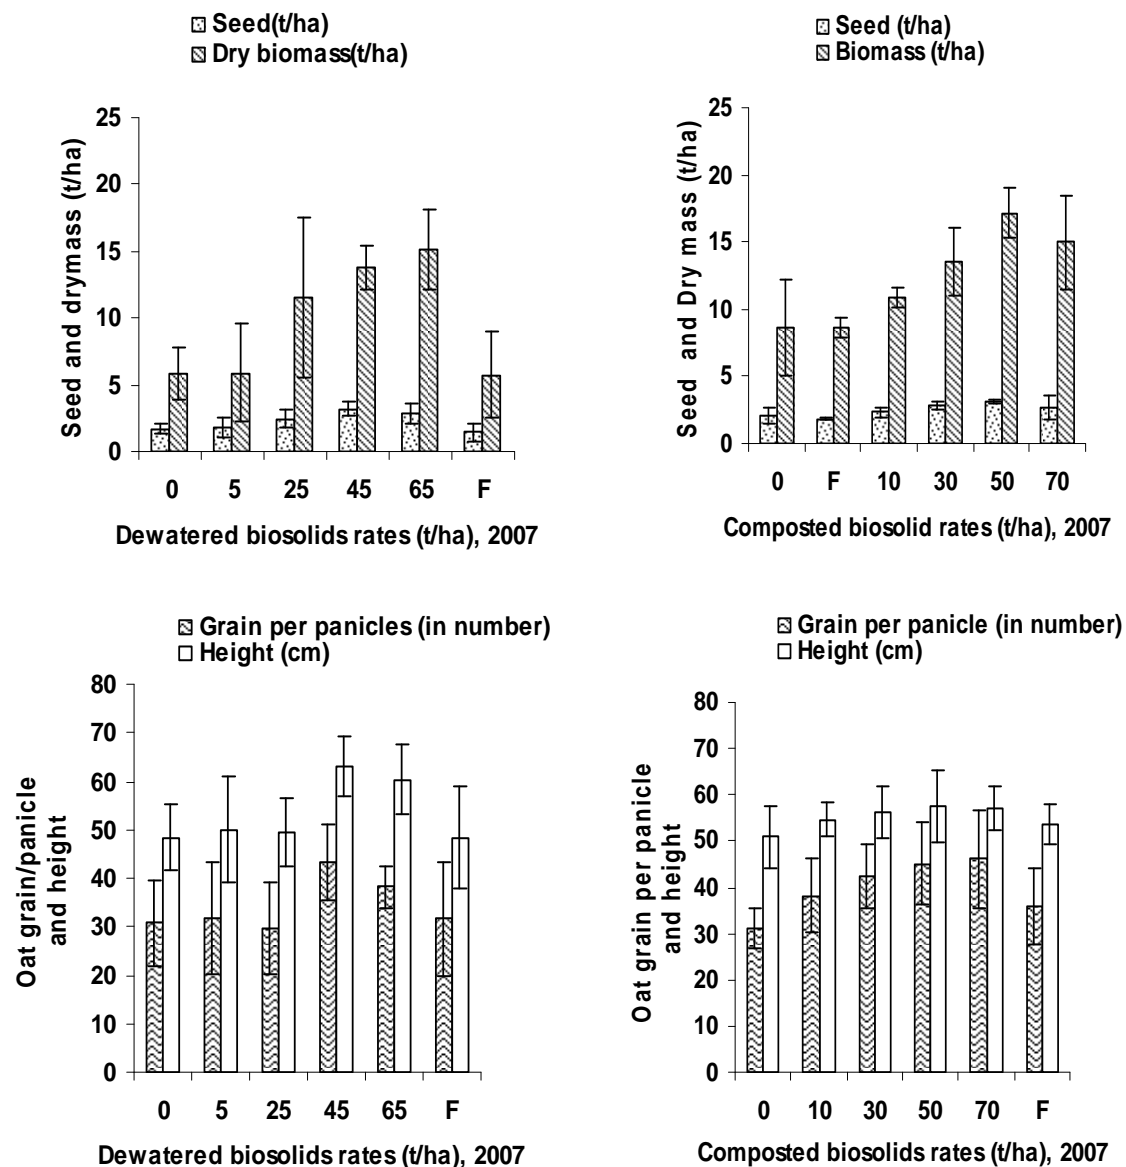 Seed(t/ha)
Dry biomass(t/ha)
Seed and drymass (t/ha)
25
20
15
10
5
0
0 5 25 45 65 F
Dewatered biosolids rates (t/ha), 2007
Seed (t/ha)
Biomass (t/ha)
Seed and Dry mass (t/ha)
25
20
15
10
5
0
0 F 10 30 50 70
Composted biosolid rates (t/ha), 2007
Grain per panicles (in number)
Height (cm)
Oat grain/panicle
and height
80
70
60
50
40
30
20
10
0
0 5 25 45 65 F
Dewatered biosolids rates (t/ha), 2007
Grain per panicle (in number)
Height (cm)
Oat grain per panicle
and height
80
70
60
50
40
30
20
10
0
0 10 30 50 70 F
Composted biosolids rates (t/ha), 2007